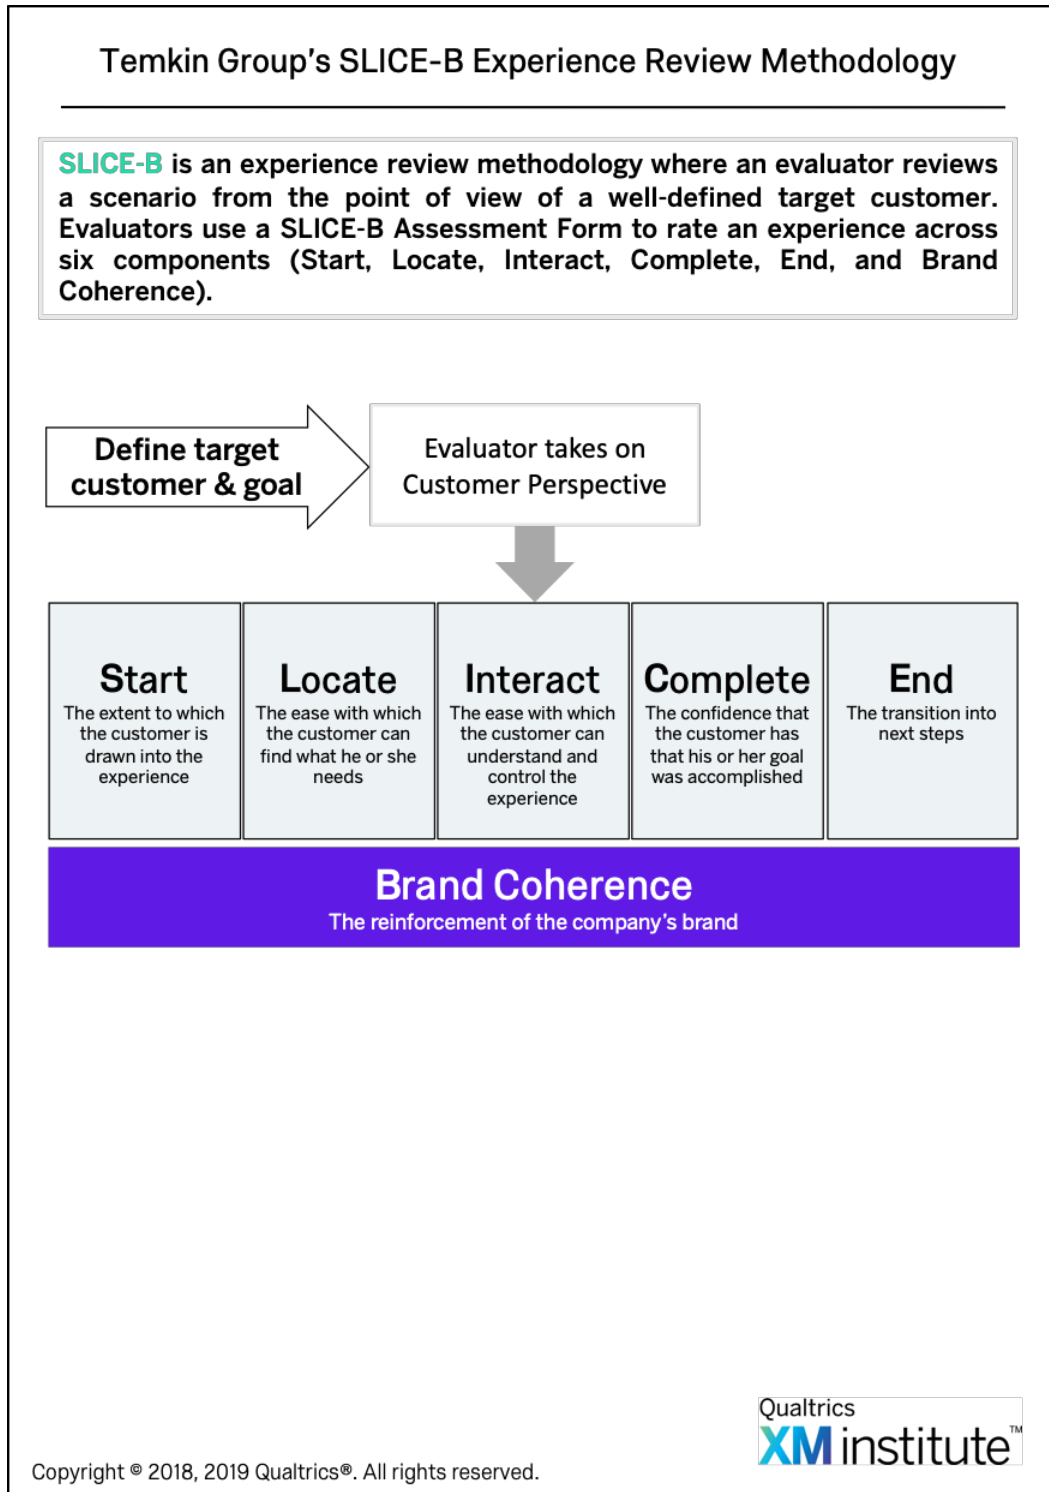 Temkin Group's SLICE-B Experience Review Methodology
SLICE-B is an experience review methodology where an evaluator reviews
a scenario from the point of view of a well-defined target customer.
Evaluators use a SLICE-B Assessment Form to rate an experience across
six components (Start, Locate, Interact, Complete, End, and Brand
Coherence).
Define target
customer & goal
Evaluator takes on
Customer Perspective
Start
The extent to which
the customer is
drawn into the
experience
Locate
The ease with which
the customer can
find what he or she
needs
Interact
The ease with which
the customer can
understand and
control the
experience
Complete
The confidence that
the customer has
that his or her goal
was accomplished
End
The transition into
next steps
Brand Coherence
The reinforcement of the company's brand
Qualtrics
XM institute™
Copyright © 2018, 2019 Qualtrics®. All rights reserved.